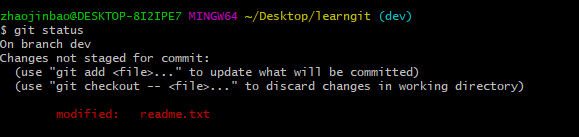 zhaojinbao@DESKTOP-8I2IPE7 MINGW64 ~/Desktop/learngit (dev)
$ git status
On branch dev
Changes not staged for commit:
  (use "git add <file>..." to update what will be committed)
  (use "git checkout -- <file>..." to discard changes in working directory)
        modified:   readme.txt